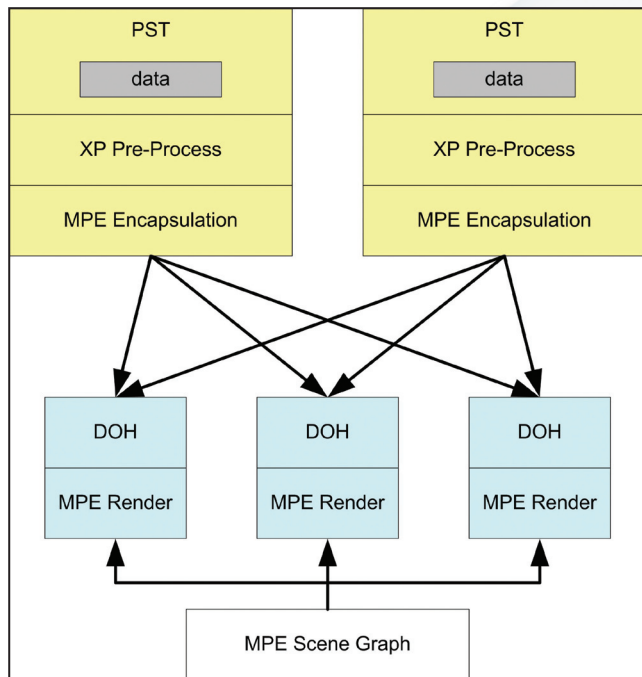 PST
data
XP Pre-Process
MPE Encapsulation
PST
data
XP Pre-Process
MPE Encapsulation
DOH
MPE Render
DOH
MPE Render
DOH
MPE Render
MPE Scene Graph